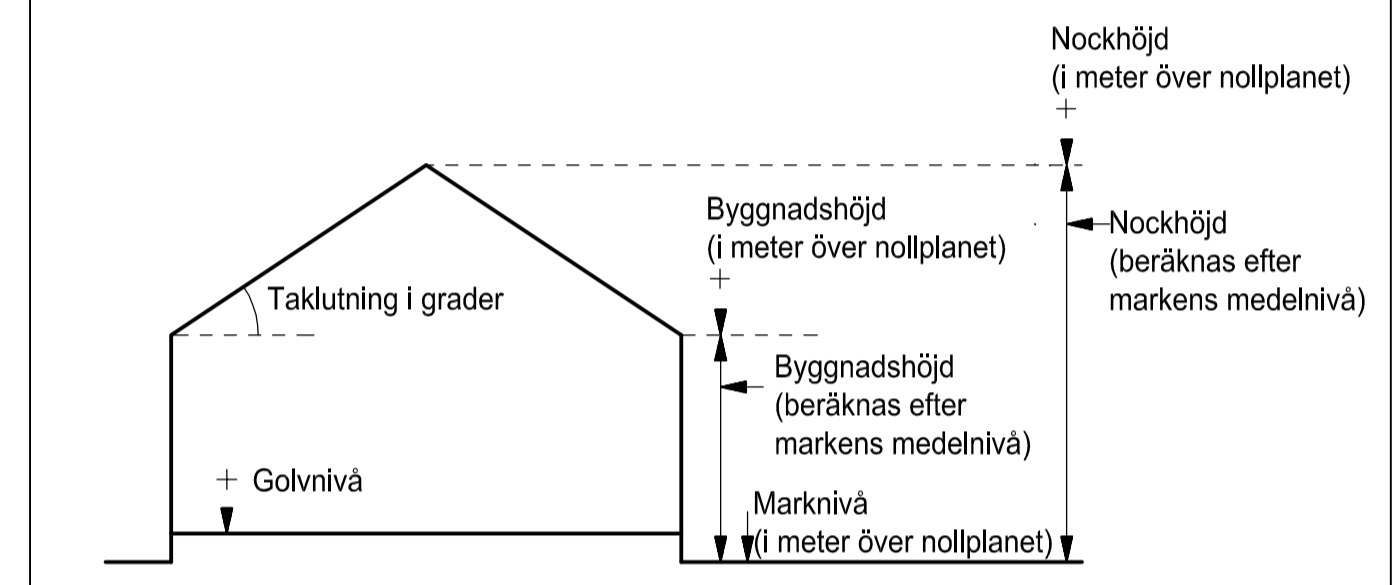 Nockhöjd
(i meter över nollplanet)
+
Byggnadshöjd
(i meter över nollplanet)
+
Nockhöjd
(beräknas efter
markens medelnivå)
Taklutning i grader
Byggnadshöjd
(beräknas efter
markens medelnivå)
+ Golvnivå
Marknivå
(i meter över nollplanet)